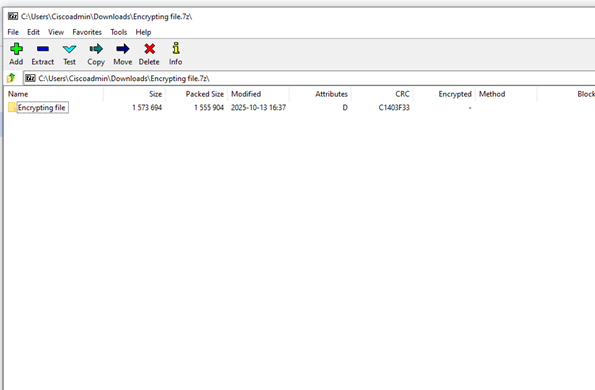 C:\Users\Ciscoadmin\Downloads\Encrypting file.7z\
File Edit View Favorites Tools Help
Add Extract Test Copy Move Delete Info
C:\Users\Ciscoadmin\Downloads\Encrypting file.7z\
Name Size Packed Size Modified Attributes CRC Encrypted Method Block
Encrypting file 1 573 694 1 555 904 2025-10-13 16:37 D C1403F33 -